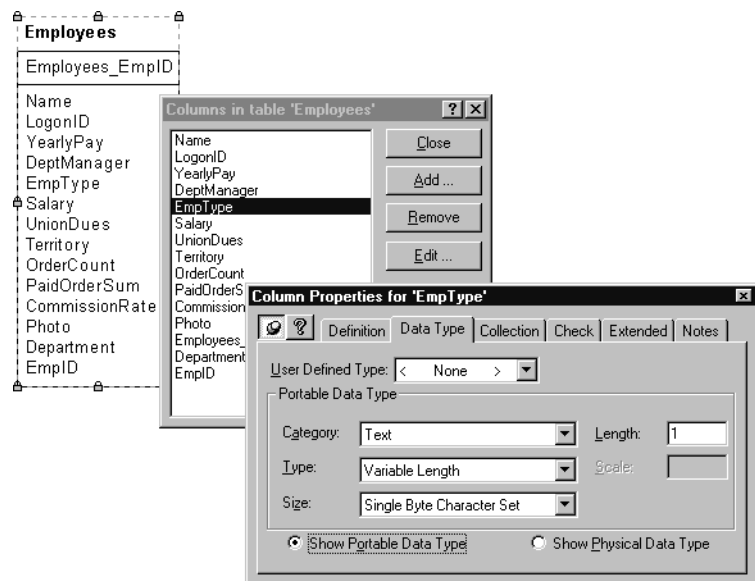 Employees
Employees_EmpID
Name
LogonID
YearlyPay
DeptManager
EmpType
Salary
UnionDues
Territory
OrderCount
PaidOrderSum
CommissionRate
Photo
Department
EmpID
Columns in table 'Employees'
Name
LogonID
YearlyPay
DeptManager
EmpType
Salary
UnionDues
Territory
OrderCount
PaidOrderS
Commission
Photo
Employees_
Department
EmpID
Close
Add ...
Remove
Edit ...
Column Properties for 'EmpType'
Definition Data Type Collection Check Extended Notes
User Defined Type: < None >
Portable Data Type
Category: Text Length: 1
Type: Variable Length Scale:
Size: Single Byte Character Set
Show Portable Data Type Show Physical Data Type